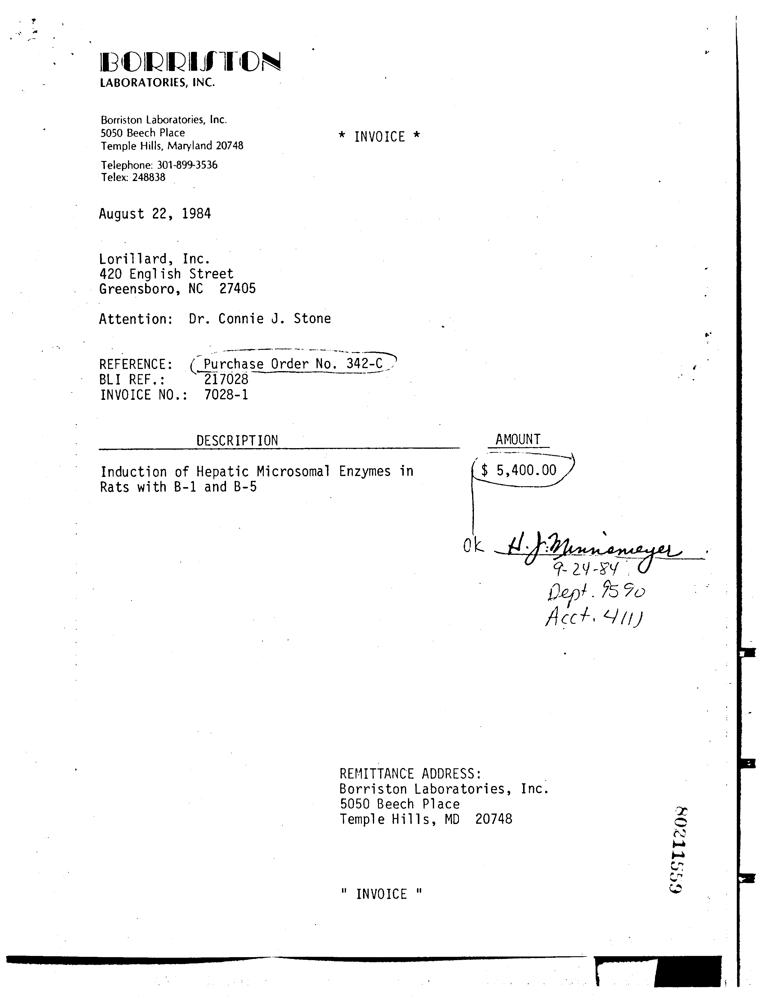 BORRISTON
LABORATORIES, INC.
Borriston Laboratories, Inc.
5050 Beech Place
Temple Hills, Maryland 20748
Telephone: 301-899-3536
Telex: 248838
* INVOICE *
August 22, 1984
Lorillard, Inc.
420 English Street
Greensboro, NC 27405
Attention: Dr. Connie J. Stone
REFERENCE: Purchase Order No. 342-C
BLI REF.: 217028
INVOICE NO.: 7028-1
DESCRIPTION AMOUNT
Induction of Hepatic Microsomal Enzymes in $ 5,400.00
Rats with B-1 and B-5
OK H. J. Minnemeyer
9-24-84
Dept. 9590
Acct. 4111
REMITTANCE ADDRESS:
Borriston Laboratories, Inc.
5050 Beech Place
Temple Hills, MD 20748
80211559
" INVOICE "